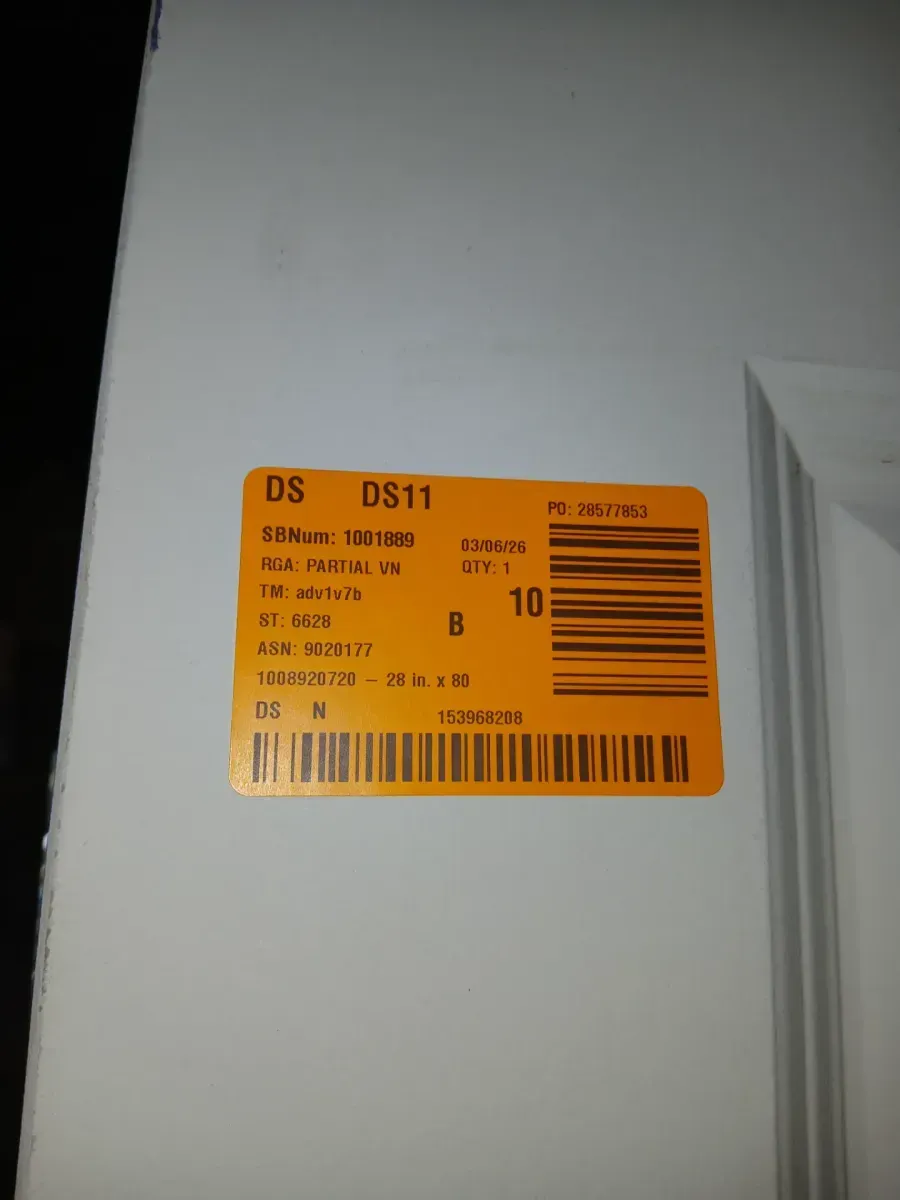 DS DS11
PO: 28577853
SBNum: 1001889
03/06/26
RGA: PARTIAL VN
QTY: 1
TM: adv1v7b
10
ST: 6628
B
ASN: 9020177
1008920720 – 28 in. x 80
DS N
153968208